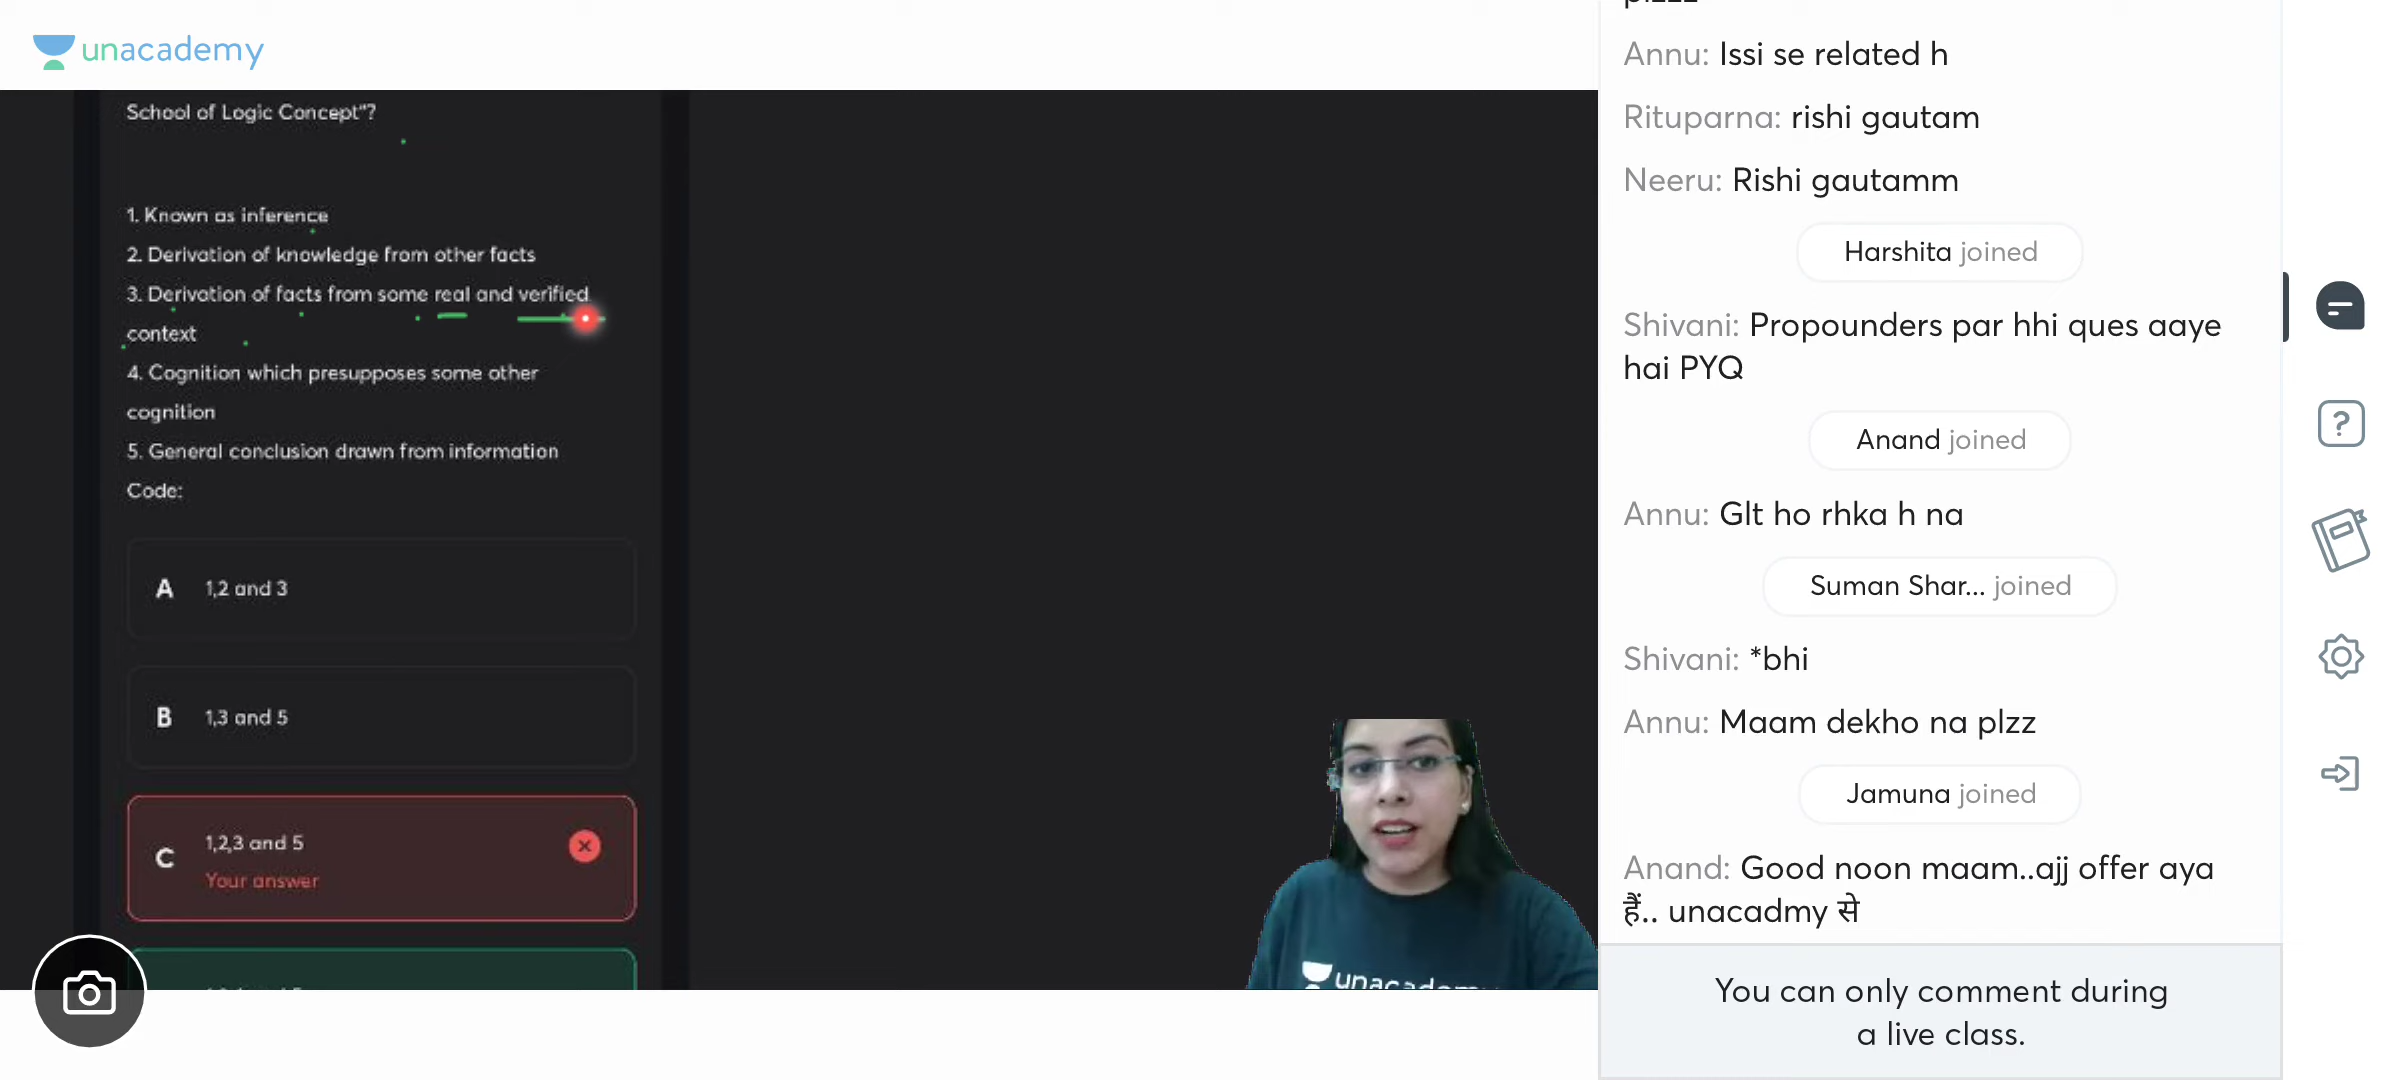 unacademy
School of Logic Concept"?
1. Known as inference
2. Derivation of knowledge from other facts
3. Derivation of facts from some real and verified
context
4. Cognition which presupposes some other
cognition
5. General conclusion drawn from information
Code:
A 1,2 and 3
B 1,3 and 5
C 1,2,3 and 5
Your answer
unacademy
Annu: Issi se related h
Rituparna: rishi gautam
Neeru: Rishi gautamm
Harshita joined
Shivani: Propounders par hhi ques aaye
hai PYQ
Anand joined
Annu: Glt ho rhka h na
Suman Shar... joined
Shivani: *bhi
Annu: Maam dekho na plzz
Jamuna joined
Anand: Good noon maam..ajj offer aya
हैं.. unacadmy से
You can only comment during
a live class.